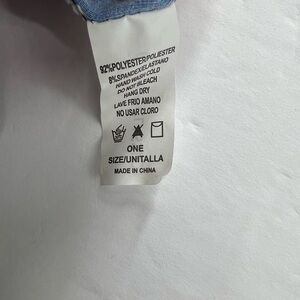 92%POLYESTER/POLIESTER
8%SPANDEX/ELASTANO
HAND WASH COLD
DO NOT BLEACH
HANG DRY
LAVE FRIO AMANO
NO USAR CLORO
ONE
SIZE/UNITALLA
MADE IN CHINA